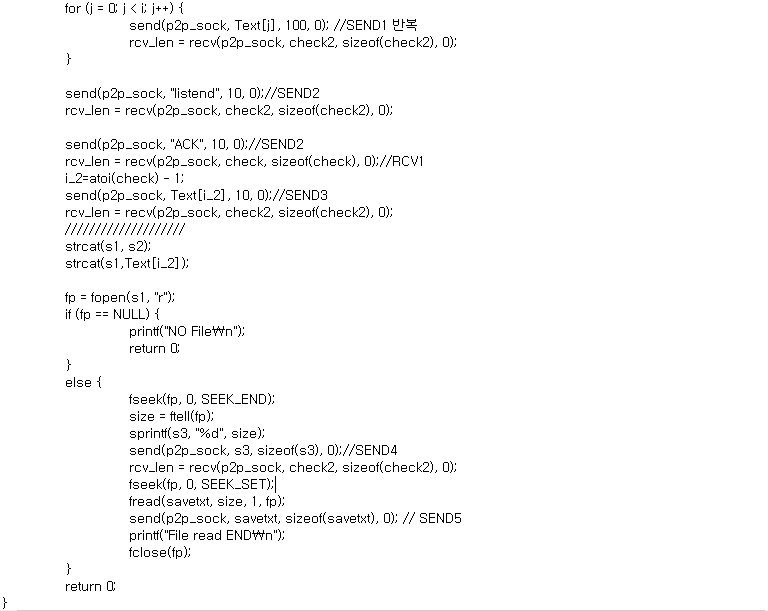 for (j = 0; j < i; j++) {
send(p2p_sock, Text[j], 100, 0); //SEND1 반복
rcv_len = recv(p2p_sock, check2, sizeof(check2), 0);
}
send(p2p_sock, "listend", 10, 0);//SEND2
rcv_len = recv(p2p_sock, check2, sizeof(check2), 0);
send(p2p_sock, "ACK", 10, 0);//SEND2
rcv_len = recv(p2p_sock, check, sizeof(check), 0);//RCV1
i_2=atoi(check) - 1;
send(p2p_sock, Text[i_2], 10, 0);//SEND3
rcv_len = recv(p2p_sock, check2, sizeof(check2), 0);
////////////////////
strcat(s1, s2);
strcat(s1,Text[i_2]);
fp = fopen(s1, "r");
if (fp == NULL) {
printf("NO File₩n");
return 0;
}
else {
fseek(fp, 0, SEEK_END);
size = ftell(fp);
sprintf(s3, "%d", size);
send(p2p_sock, s3, sizeof(s3), 0);//SEND4
rcv_len = recv(p2p_sock, check2, sizeof(check2), 0);
fseek(fp, 0, SEEK_SET);
fread(savetxt, size, 1, fp);
send(p2p_sock, savetxt, sizeof(savetxt), 0); // SEND5
printf("File read END₩n");
fclose(fp);
}
return 0;
}